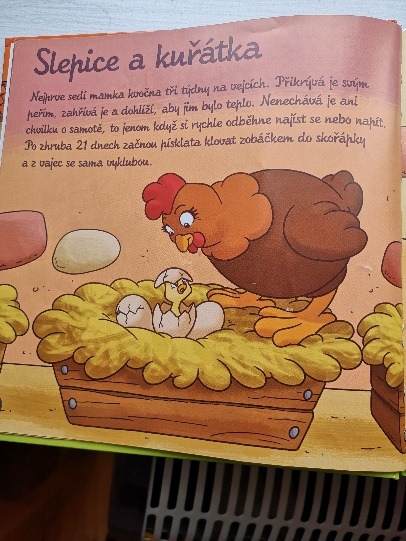 Slepice a kuřátka
Nejprve sedí mamka kvočna tři týdny na vejcích. Přikrývá je svým
peřím, zahřívá je a dohlíží, aby jim bylo teplo. Nenechává je ani
chvilku o samotě, to jenom když si rychle odběhne najíst se nebo napít.
Po zhruba 21 dnech začnou písklata klovat zobáčkem do skořápky
a z vajec se sama vyklubou.